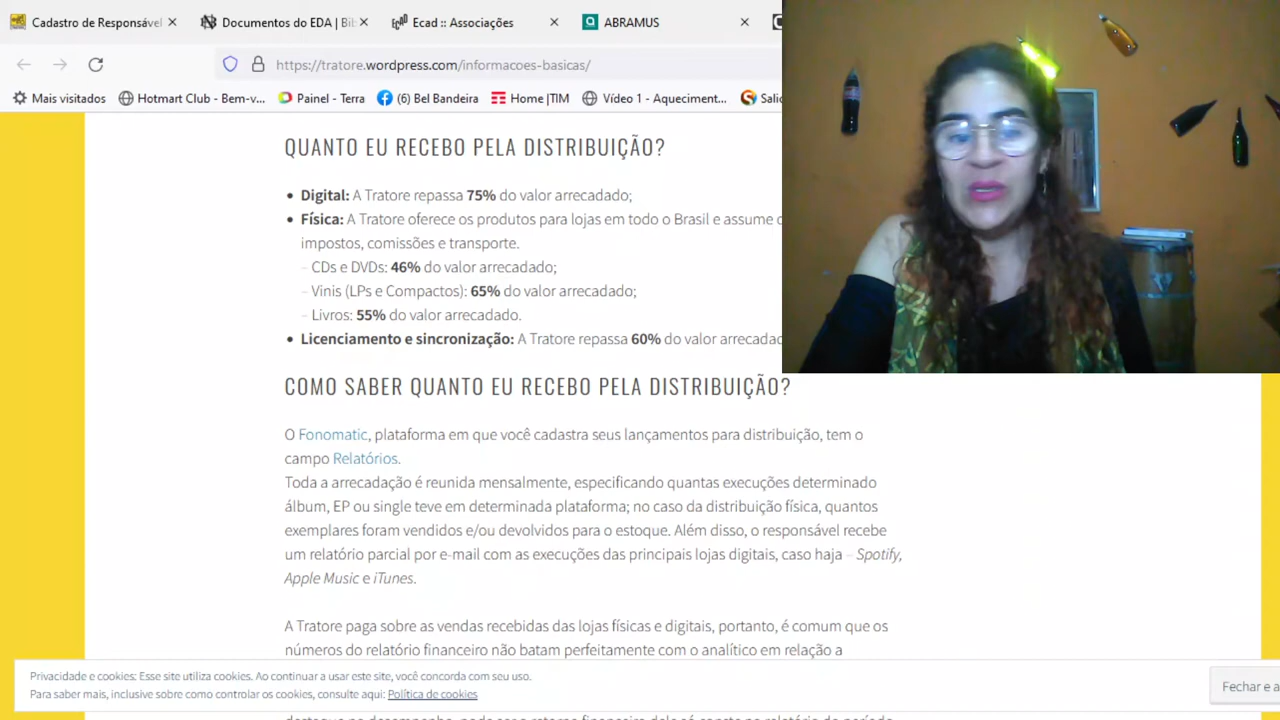 Cadastro de Responsável
Documentos do EDA | Bib
Ecad :: Associações
ABRAMUS
https://tratore.wordpress.com/informacoes-basicas/
Mais visitados
Hotmart Club - Bem-v...
Painel - Terra
(6) Bel Bandeira
Home |TIM
Vídeo 1 - Aqueciment...
QUANTO EU RECEBO PELA DISTRIBUIÇÃO?
• Digital: A Tratore repassa 75% do valor arrecadado;
• Física: A Tratore oferece os produtos para lojas em todo o Brasil e assume
impostos, comissões e transporte.
– CDs e DVDs: 46% do valor arrecadado;
– Vinis (LPs e Compactos): 65% do valor arrecadado;
– Livros: 55% do valor arrecadado.
• Licenciamento e sincronização: A Tratore repassa 60% do valor arrecadad
COMO SABER QUANTO EU RECEBO PELA DISTRIBUIÇÃO?
O Fonomatic, plataforma em que você cadastra seus lançamentos para distribuição, tem o
campo Relatórios.
Toda a arrecadação é reunida mensalmente, especificando quantas execuções determinado
álbum, EP ou single teve em determinada plataforma; no caso da distribuição física, quantos
exemplares foram vendidos e/ou devolvidos para o estoque. Além disso, o responsável recebe
um relatório parcial por e-mail com as execuções das principais lojas digitais, caso haja – Spotify,
Apple Music e iTunes.
A Tratore paga sobre as vendas recebidas das lojas físicas e digitais, portanto, é comum que os
números do relatório financeiro não batam perfeitamente com o analítico em relação a
Privacidade e cookies: Esse site utiliza cookies. Ao continuar a usar este site, você concorda com seu uso.
Para saber mais, inclusive sobre como controlar os cookies, consulte aqui: Política de cookies
Fechar e a